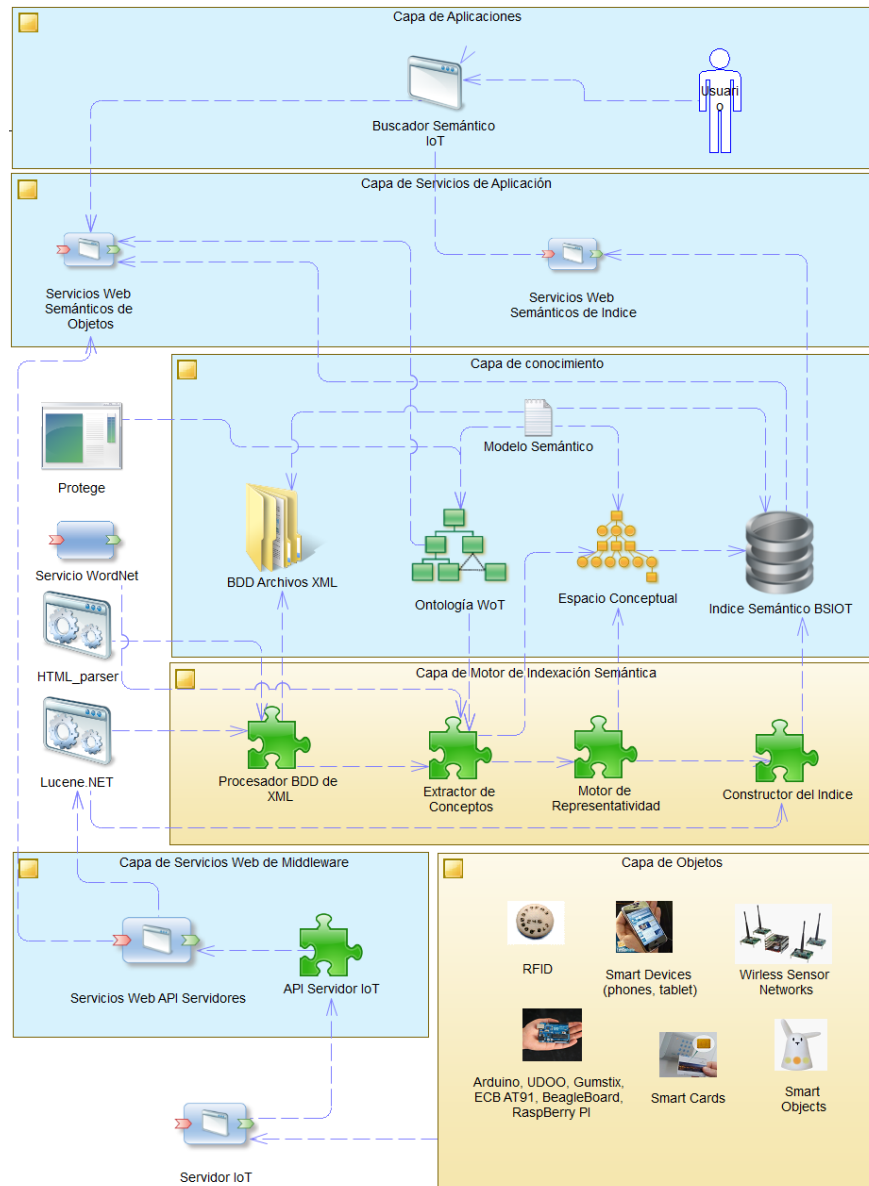 Capa de Aplicaciones
Buscador Semántico
IoT
Usuari
o
Capa de Servicios de Aplicación
Servicios Web
Semánticos de
Objetos
Servicios Web
Semánticos de Indice
Capa de conocimiento
Modelo Semántico
Protege
BDD Archivos XML
Ontología WoT
Espacio Conceptual
Indice Semántico BSIOT
Servicio WordNet
HTML_parser
Lucene.NET
Capa de Motor de Indexación Semántica
Procesador BDD de
XML
Extractor de
Conceptos
Motor de
Representatividad
Constructor del Indice
Capa de Servicios Web de Middleware
Servicios Web API Servidores
API Servidor IoT
Servidor IoT
Capa de Objetos
RFID
Smart Devices
(phones, tablet)
Wirless Sensor
Networks
Arduino, UDOO, Gumstix,
ECB AT91, BeagleBoard,
RaspBerry PI
Smart Cards
Smart
Objects